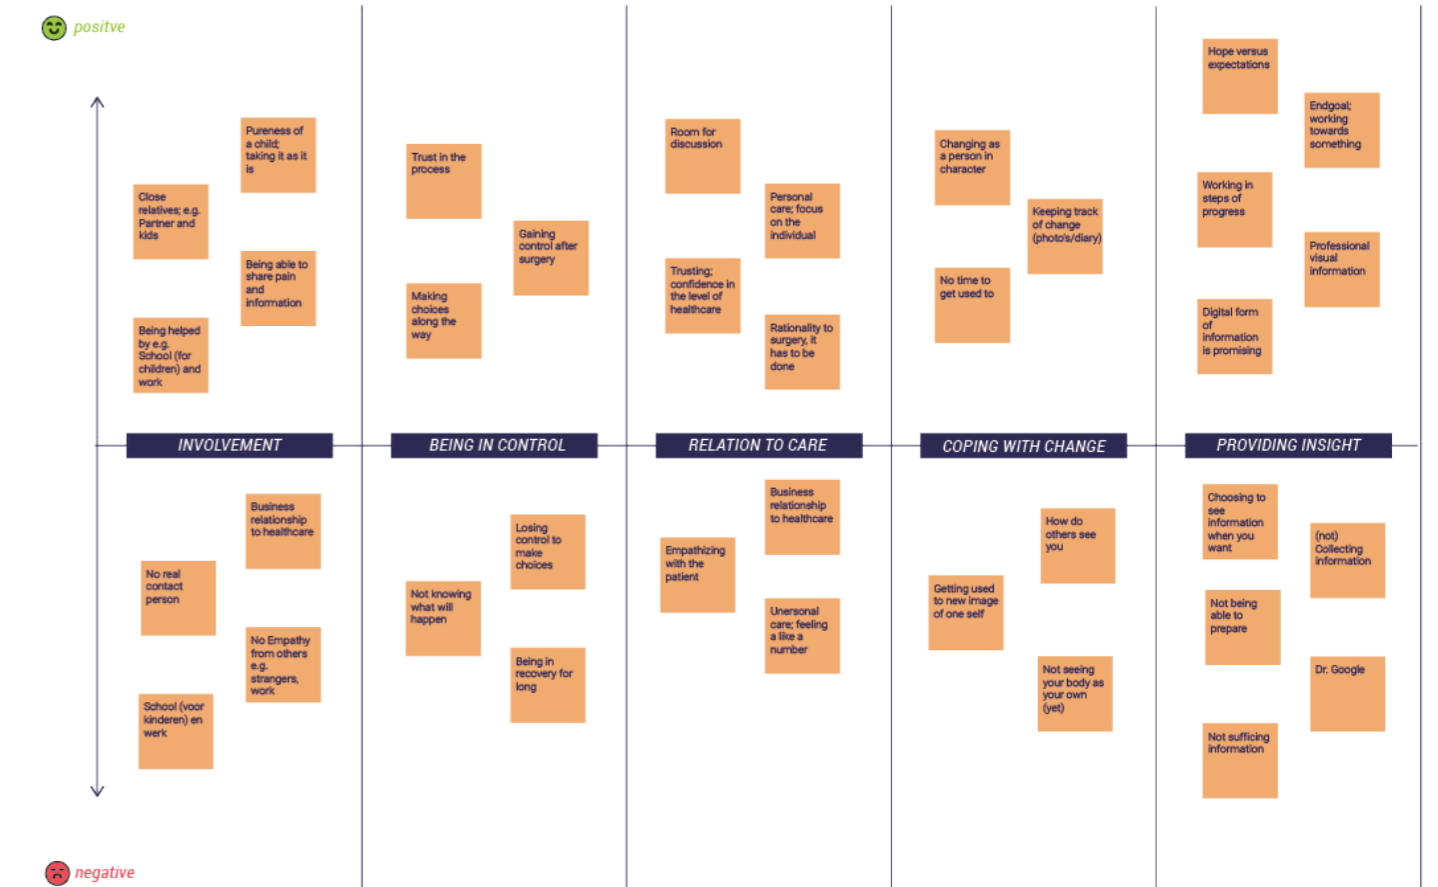 positve
Pureness of
a child;
taking it as it
is
Close
relatives; e.g.
Partner and
kids
Being able to
share pain
and
information
Being helped
by e.g.
School (for
children) and
work
Trust in the
process
Gaining
control after
surgery
Making
choices
along the
way
Room for
discussion
Personal
care; focus
on the
individual
Trusting;
confidence in
the level of
healthcare
Rationality to
surgery, it
has to be
done
Changing as
a person in
character
Keeping track
of change
(photo's/diary)
No time to
get used to
Hope versus
expectations
Endgoal;
working
towards
something
Working in
steps of
progress
Professional
visual
information
Digital form
of
information
is promising
INVOLVEMENT
BEING IN CONTROL
RELATION TO CARE
COPING WITH CHANGE
PROVIDING INSIGHT
Business
relationship
to healthcare
No real
contact
person
No Empathy
from others
e.g.
strangers,
work
School (voor
kinderen) en
werk
Losing
control to
make
choices
Not knowing
what will
happen
Being in
recovery for
long
Business
relationship
to healthcare
Empathizing
with the
patient
Unersonal
care; feeling
a like a
number
How do
others see
you
Getting used
to new image
of one self
Not seeing
your body as
your own
(yet)
Choosing to
see
information
when you
want
(not)
Collecting
information
Not being
able to
prepare
Dr. Google
Not sufficing
information
negative